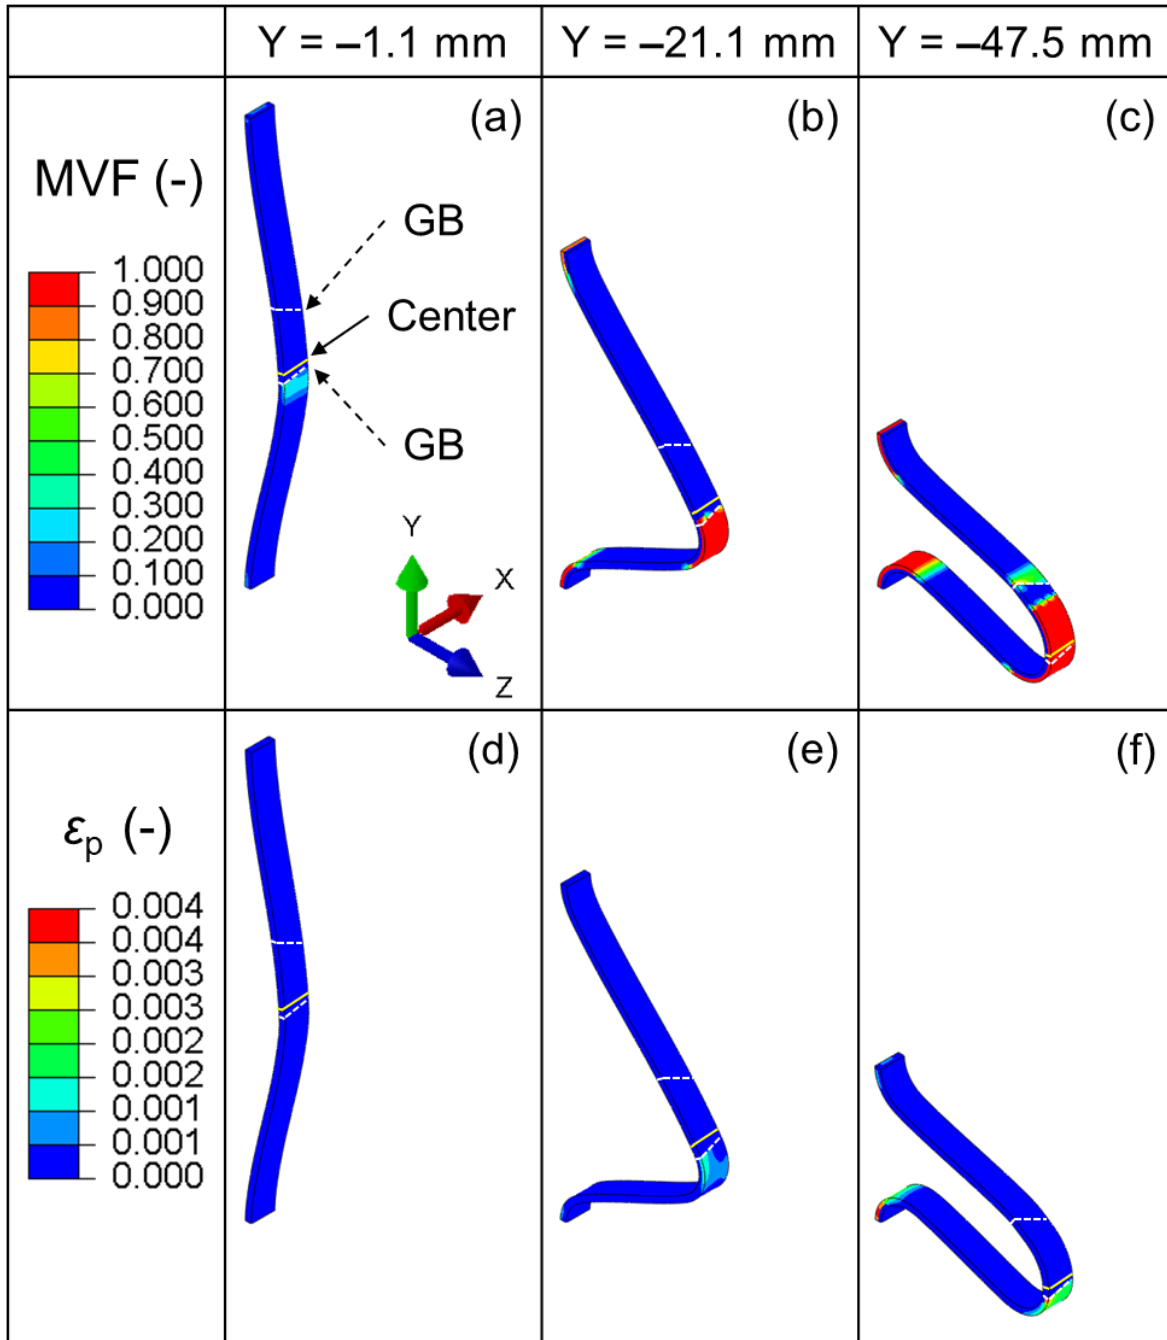 Y = –1.1 mm
Y = –21.1 mm
Y = –47.5 mm
MVF (-)
1.000
0.900
0.800
0.700
0.600
0.500
0.400
0.300
0.200
0.100
0.000
(a)
GB
Center
GB
Y
X
Z
(b)
(c)
εp (-)
0.004
0.004
0.003
0.003
0.002
0.002
0.001
0.001
0.000
(d)
(e)
(f)